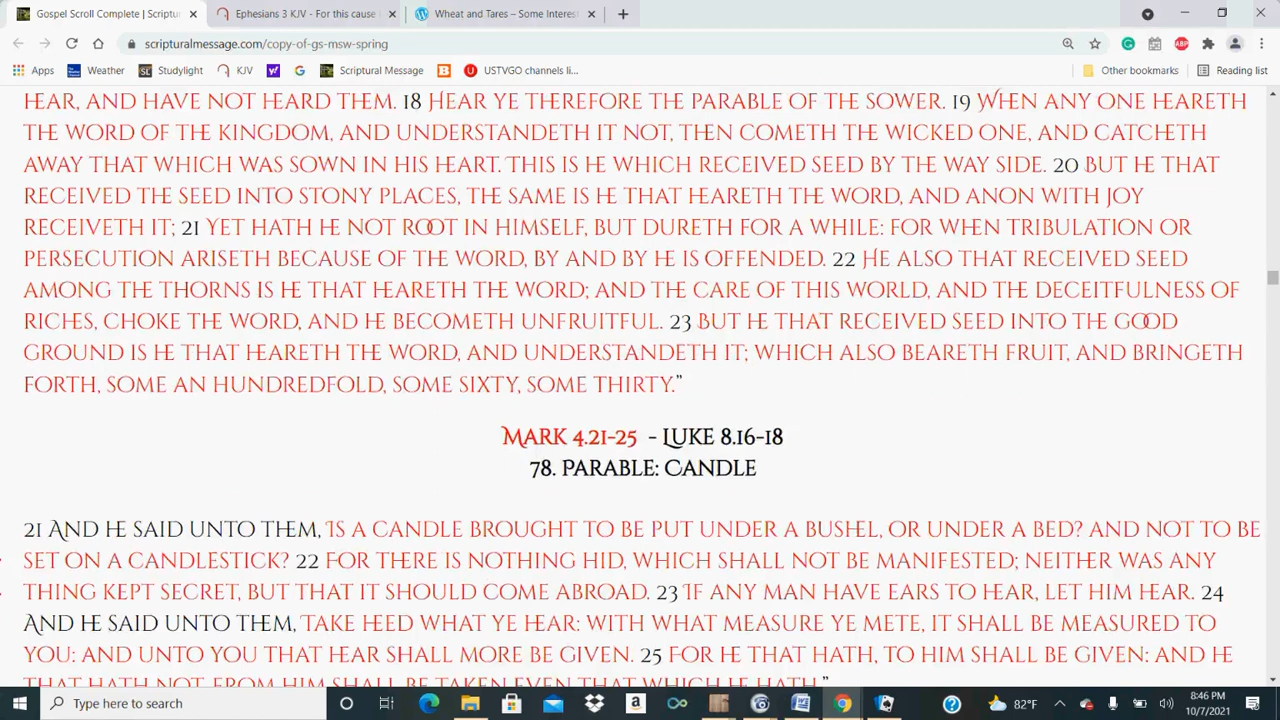 Gospel Scroll Complete | Scriptur
Ephesians 3 KJV - For this cause
Wheat and Tares – Some Interest
scripturalmessage.com/copy-of-gs-msw-spring
Apps Weather Studylight KJV Scriptural Message USTVGO channels li... Other bookmarks Reading list
HEAR, AND HAVE NOT HEARD THEM. 18 HEAR YE THEREFORE THE PARABLE OF THE SOWER. 19 WHEN ANY ONE HEARETH
THE WORD OF THE KINGDOM, AND UNDERSTANDETH IT NOT, THEN COMETH THE WICKED ONE, AND CATCHETH
AWAY THAT WHICH WAS SOWN IN HIS HEART. THIS IS HE WHICH RECEIVED SEED BY THE WAY SIDE. 20 BUT HE THAT
RECEIVED THE SEED INTO STONY PLACES, THE SAME IS HE THAT HEARETH THE WORD, AND ANON WITH JOY
RECEIVETH IT; 21 YET HATH HE NOT ROOT IN HIMSELF, BUT DURETH FOR A WHILE: FOR WHEN TRIBULATION OR
PERSECUTION ARISETH BECAUSE OF THE WORD, BY AND BY HE IS OFFENDED. 22 HE ALSO THAT RECEIVED SEED
AMONG THE THORNS IS HE THAT HEARETH THE WORD; AND THE CARE OF THIS WORLD, AND THE DECEITFULNESS OF
RICHES, CHOKE THE WORD, AND HE BECOMETH UNFRUITFUL. 23 BUT HE THAT RECEIVED SEED INTO THE GOOD
GROUND IS HE THAT HEARETH THE WORD, AND UNDERSTANDETH IT; WHICH ALSO BEARETH FRUIT, AND BRINGETH
FORTH, SOME AN HUNDREDFOLD, SOME SIXTY, SOME THIRTY.”
MARK 4.21-25 - LUKE 8.16-18
78. PARABLE: CANDLE
21 AND HE SAID UNTO THEM, IS A CANDLE BROUGHT TO BE PUT UNDER A BUSHEL, OR UNDER A BED? AND NOT TO BE
SET ON A CANDLESTICK? 22 FOR THERE IS NOTHING HID, WHICH SHALL NOT BE MANIFESTED; NEITHER WAS ANY
THING KEPT SECRET, BUT THAT IT SHOULD COME ABROAD. 23 IF ANY MAN HAVE EARS TO HEAR, LET HIM HEAR. 24
AND HE SAID UNTO THEM, TAKE HEED WHAT YE HEAR: WITH WHAT MEASURE YE METE, IT SHALL BE MEASURED TO
YOU: AND UNTO YOU THAT HEAR SHALL MORE BE GIVEN. 25 FOR HE THAT HATH, TO HIM SHALL BE GIVEN: AND HE
THAT HATH NOT FROM HIM SHALL BE TAKEN EVEN THAT WHICH HE HATH.”
Type here to search
82°F
8:46 PM
10/7/2021